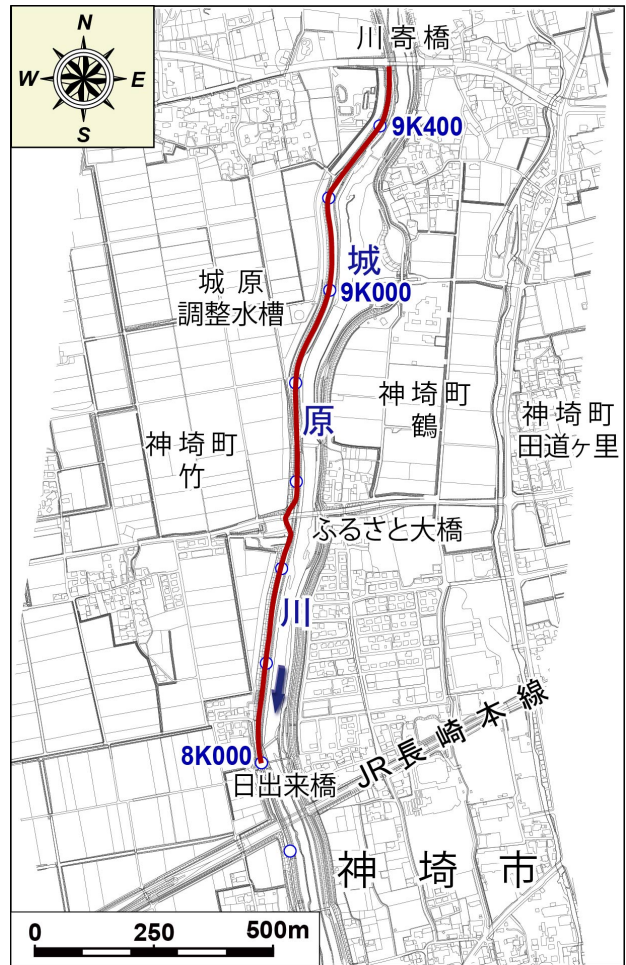 N
W E
S
川寄橋
9K400
城
9K000
城原
調整水槽
原
神埼町
鶴
神埼町
田道ヶ里
神埼町
竹
ふるさと大橋
川
8K000
日出来橋
JR長崎本線
神埼市
0 250 500m